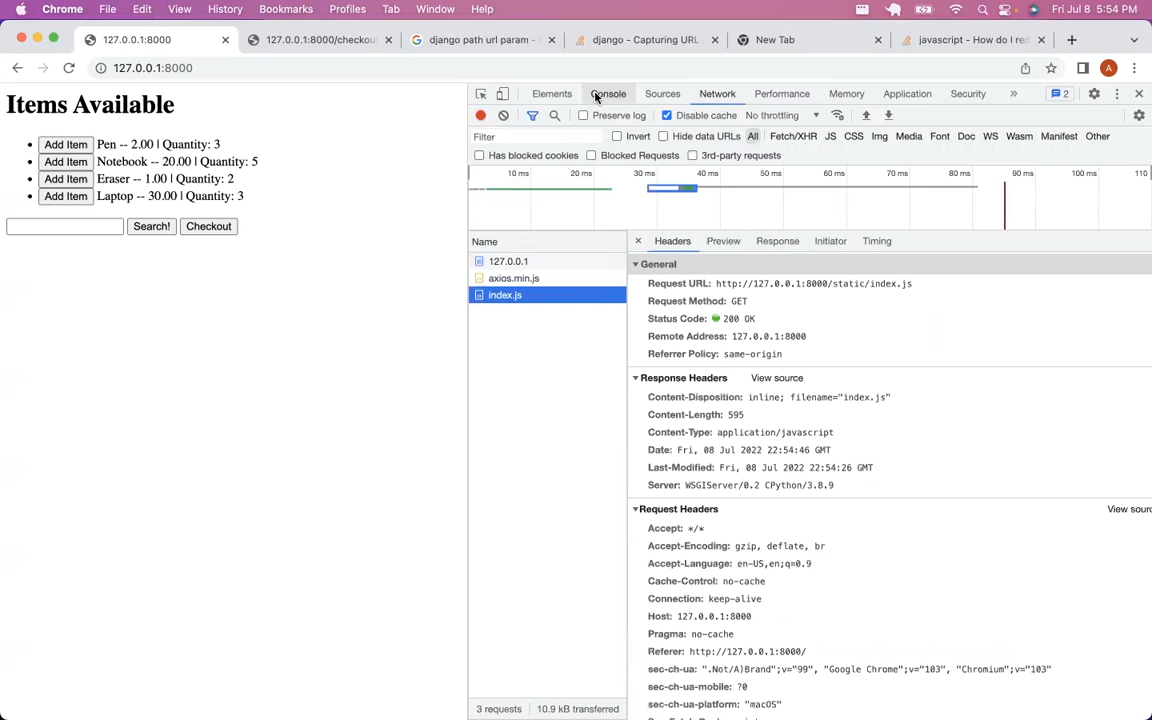 Chrome File Edit View History Bookmarks Profiles Tab Window Help Fri Jul 8 5:54 PM
127.0.0.1:8000 127.0.0.1:8000/checkou django path url param - django - Capturing URL New Tab javascript - How do I red
127.0.0.1:8000 A
Items Available
Add Item Pen -- 2.00 | Quantity: 3
Add Item Notebook -- 20.00 | Quantity: 5
Add Item Eraser -- 1.00 | Quantity: 2
Add Item Laptop -- 30.00 | Quantity: 3
Search! Checkout
Elements Console Sources Network Performance Memory Application Security » 2
Preserve log Disable cache No throttling
Filter Invert Hide data URLs All Fetch/XHR JS CSS Img Media Font Doc WS Wasm Manifest Other
Has blocked cookies Blocked Requests 3rd-party requests
10 ms 20 ms 30 ms 40 ms 50 ms 60 ms 70 ms 80 ms 90 ms 100 ms 110
Name
127.0.0.1
axios.min.js
index.js
3 requests 10.9 kB transferred
Headers Preview Response Initiator Timing
General
Request URL: http://127.0.0.1:8000/static/index.js
Request Method: GET
Status Code: 200 OK
Remote Address: 127.0.0.1:8000
Referrer Policy: same-origin
Response Headers View source
Content-Disposition: inline; filename="index.js"
Content-Length: 595
Content-Type: application/javascript
Date: Fri, 08 Jul 2022 22:54:46 GMT
Last-Modified: Fri, 08 Jul 2022 22:54:26 GMT
Server: WSGIServer/0.2 CPython/3.8.9
Request Headers View sourc
Accept: */*
Accept-Encoding: gzip, deflate, br
Accept-Language: en-US,en;q=0.9
Cache-Control: no-cache
Connection: keep-alive
Host: 127.0.0.1:8000
Pragma: no-cache
Referer: http://127.0.0.1:8000/
sec-ch-ua: ".Not/A)Brand";v="99", "Google Chrome";v="103", "Chromium";v="103"
sec-ch-ua-mobile: ?0
sec-ch-ua-platform: "macOS"